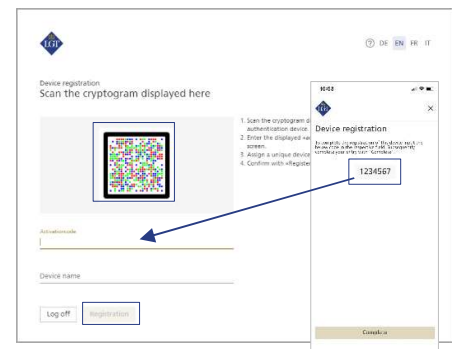 LGT
DE EN FR IT
Device registration
Scan the cryptogram displayed here
1. Scan the cryptogram d
authentication device.
2. Enter the displayed
screen.
3. Assign a unique device
4. Confirm with «Registe
Activation code
Device name
Log off
Registration
LGT
Device registration
1234567
Complete